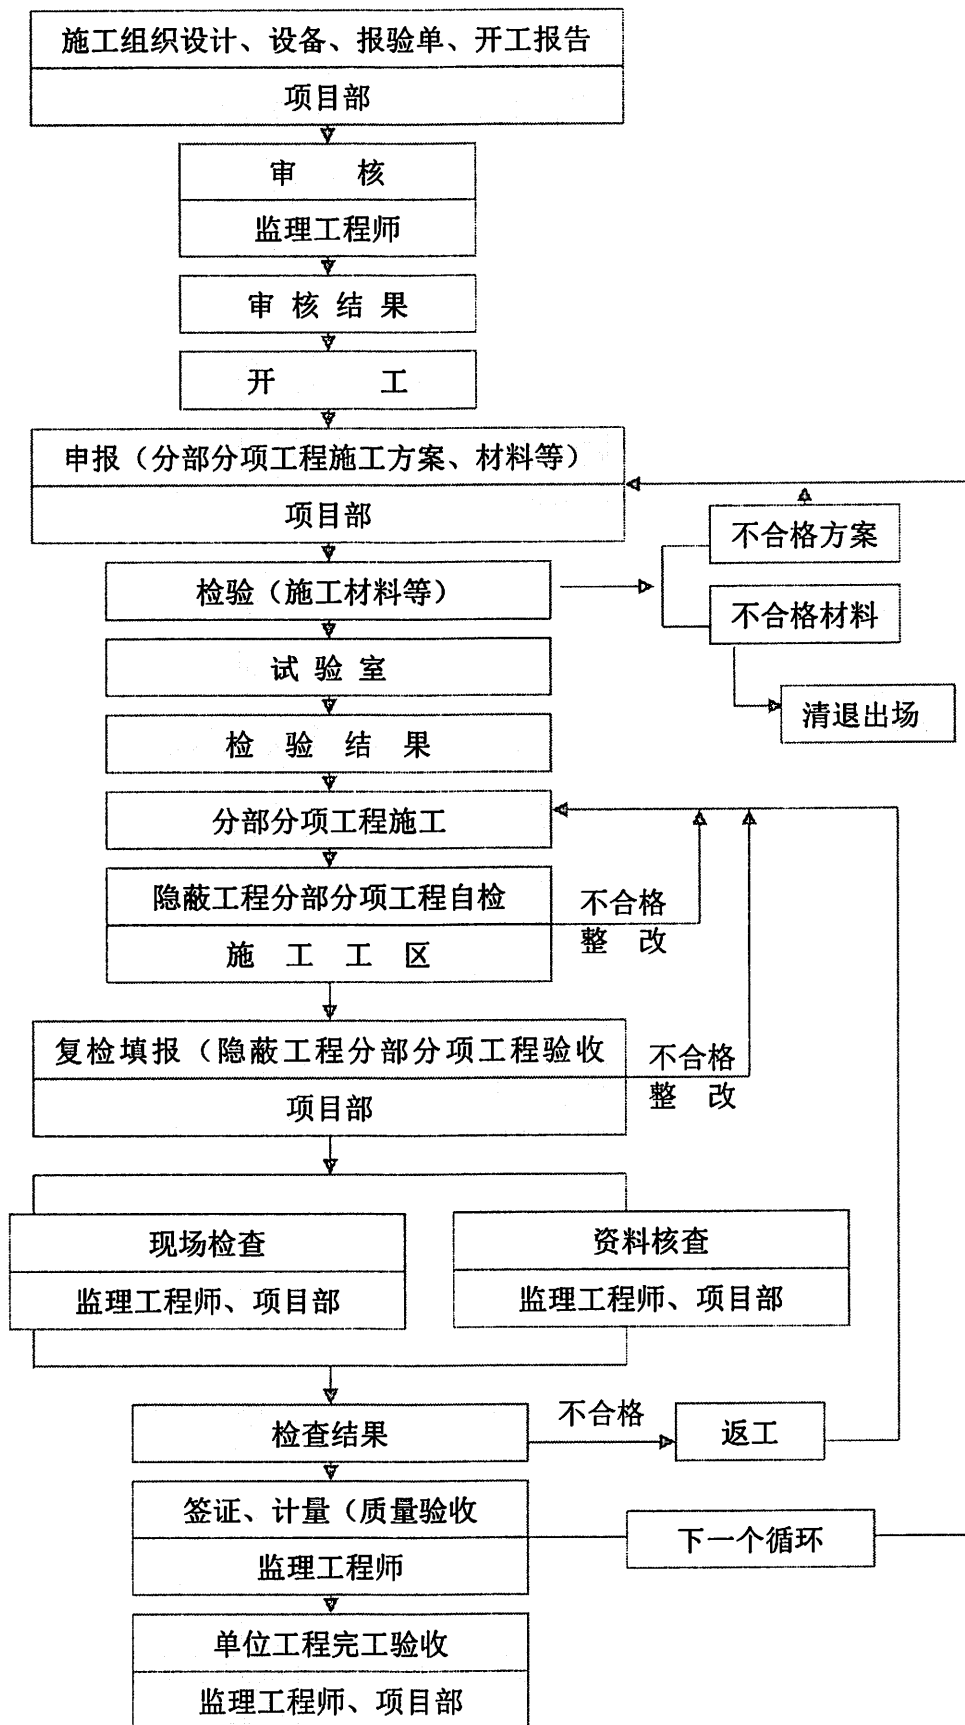 施工组织设计、设备、报验单、开工报告
项目部
审 核
监理工程师
审 核 结 果
开 工
申报（分部分项工程施工方案、材料等）
项目部
不合格方案
检验（施工材料等）
不合格材料
试 验 室
清退出场
检 验 结 果
分部分项工程施工
隐蔽工程分部分项工程自检
不合格
整 改
施 工 工 区
复检填报（隐蔽工程分部分项工程验收
不合格
整 改
项目部
现场检查
资料核查
监理工程师、项目部
监理工程师、项目部
检查结果
不合格
返工
签证、计量（质量验收
下一个循环
监理工程师
单位工程完工验收
监理工程师、项目部